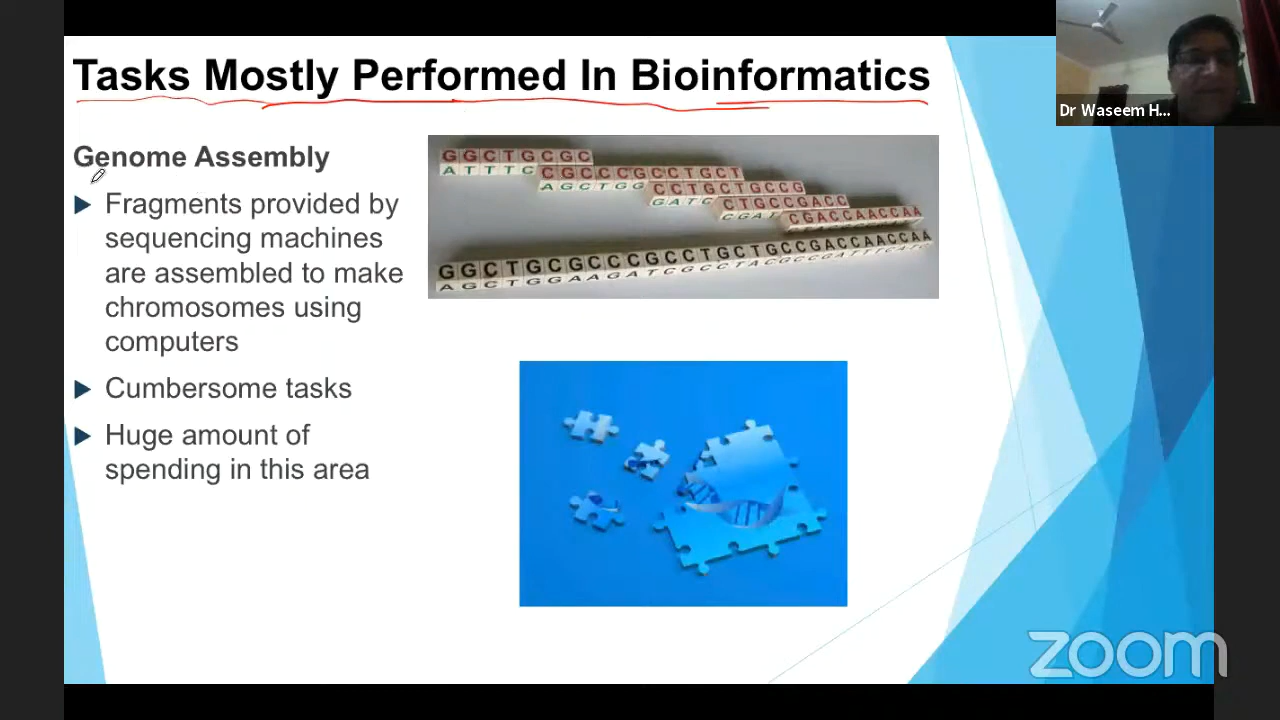 Tasks Mostly Performed In Bioinformatics
Dr Waseem H...
Genome Assembly
Fragments provided by
sequencing machines
are assembled to make
chromosomes using
computers
Cumbersome tasks
Huge amount of
spending in this area
GGCTGCGC
ATTTC
CGCCCGCCTGCT
AGCTGG
CCTGCTGCCG
GATC
CTGCCGACC
CGAT
CGACCAACCAA
GGCTGCGCCCGCCTGCTGCCGACCAACCAA
zoom